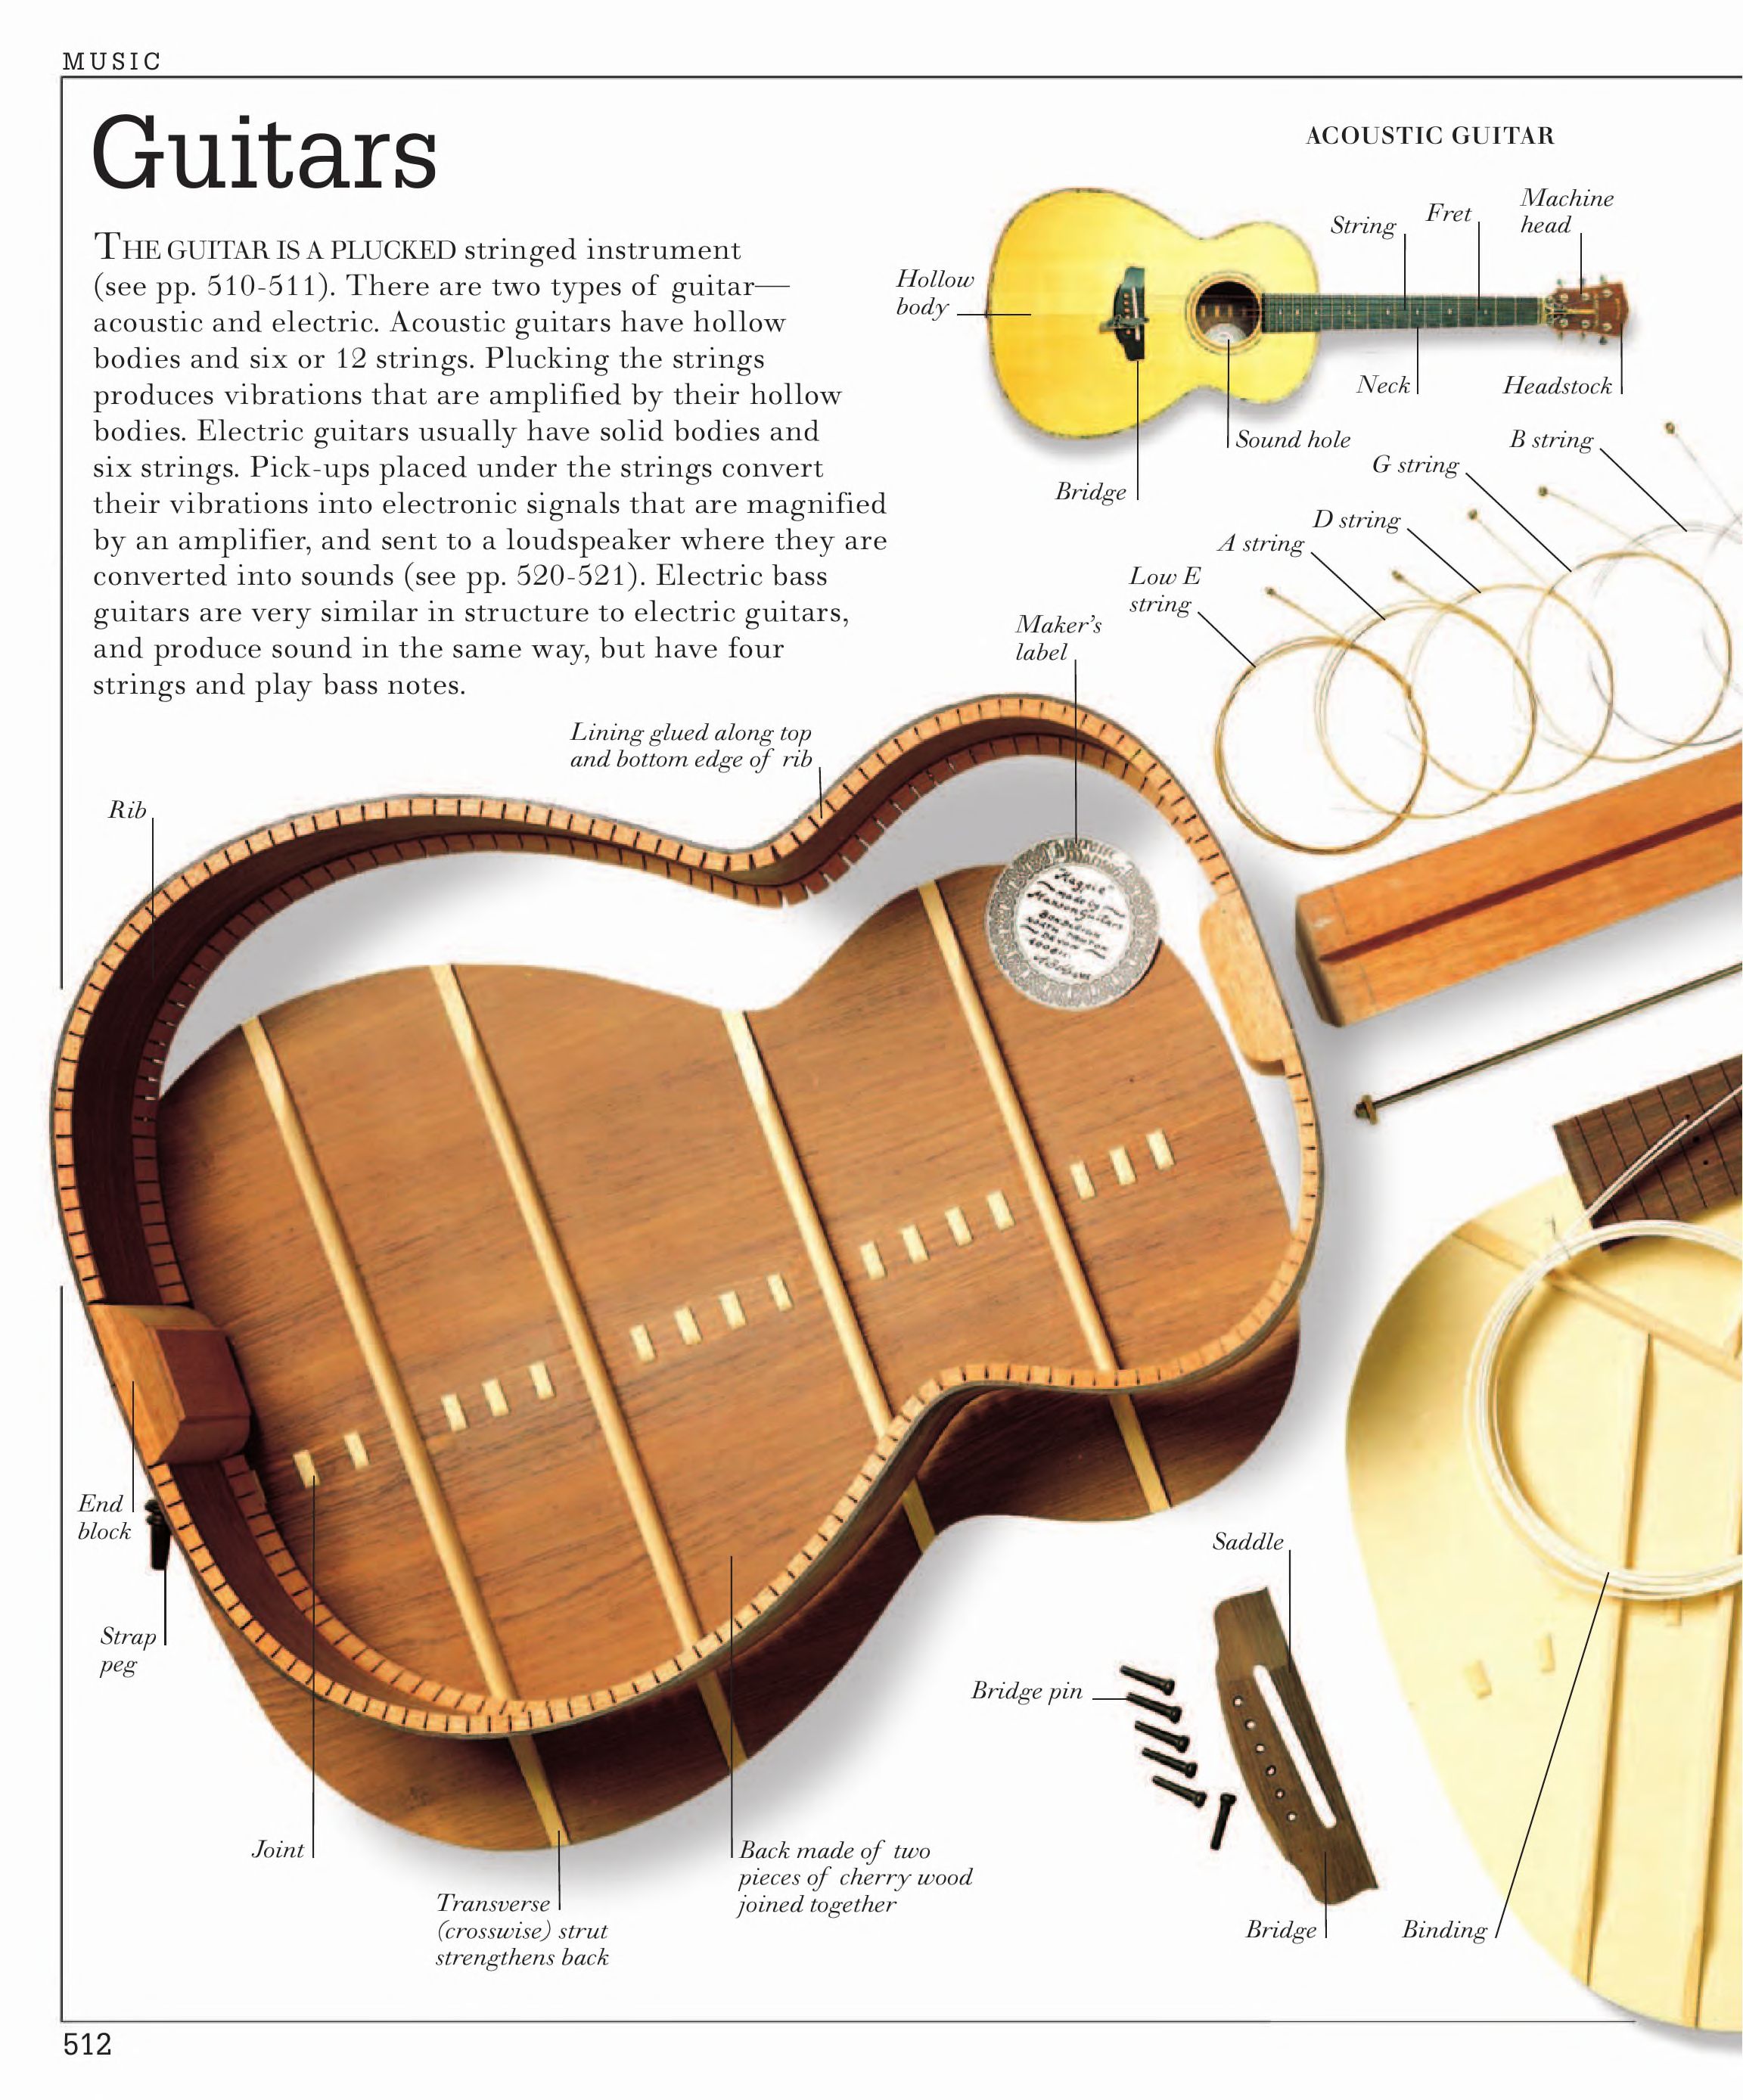 MUSIC
Guitars
THE GUITAR IS A PLUCKED stringed instrument
(see pp. 510-511). There are two types of guitar—
acoustic and electric. Acoustic guitars have hollow
bodies and six or 12 strings. Plucking the strings
produces vibrations that are amplified by their hollow
bodies. Electric guitars usually have solid bodies and
six strings. Pick-ups placed under the strings convert
their vibrations into electronic signals that are magnified
by an amplifier, and sent to a loudspeaker where they are
converted into sounds (see pp. 520-521). Electric bass
guitars are very similar in structure to electric guitars,
and produce sound in the same way, but have four
strings and play bass notes.
ACOUSTIC GUITAR
Machine
head
Fret
String
Hollow
body
Neck
Headstock
Sound hole
Bridge
B string
G string
D string
A string
Low E
string
Maker's
label
Lining glued along top
and bottom edge of rib
Rib
made by
Manson Guitars
Devon
End
block
Strap
peg
Joint
Transverse
(crosswise) strut
strengthens back
Back made of two
pieces of cherry wood
joined together
Saddle
Bridge pin
Bridge
Binding
512